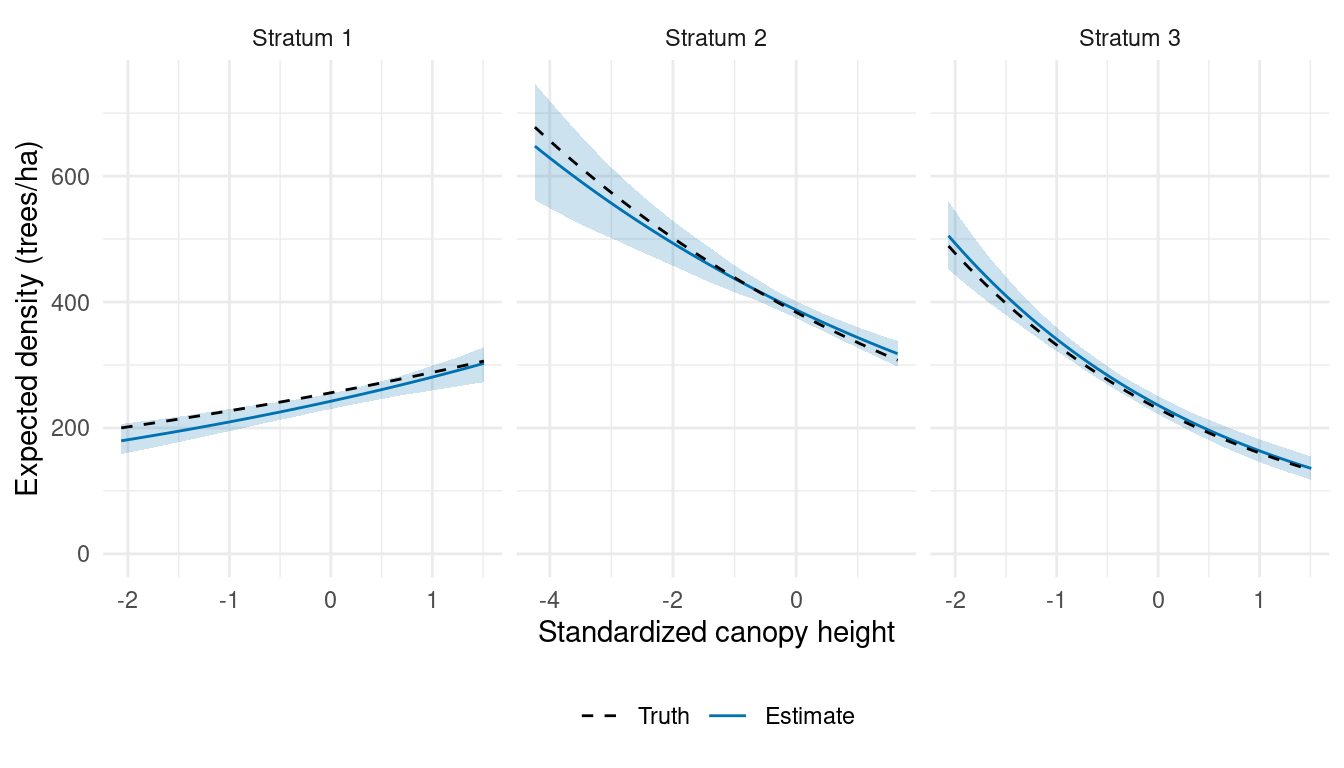 Stratum 1 Stratum 2 Stratum 3
Expected density (trees/ha)
600
400
200
0
-2 -1 0 1 -4 -2 0 -2 -1 0 1
Standardized canopy height
Truth Estimate